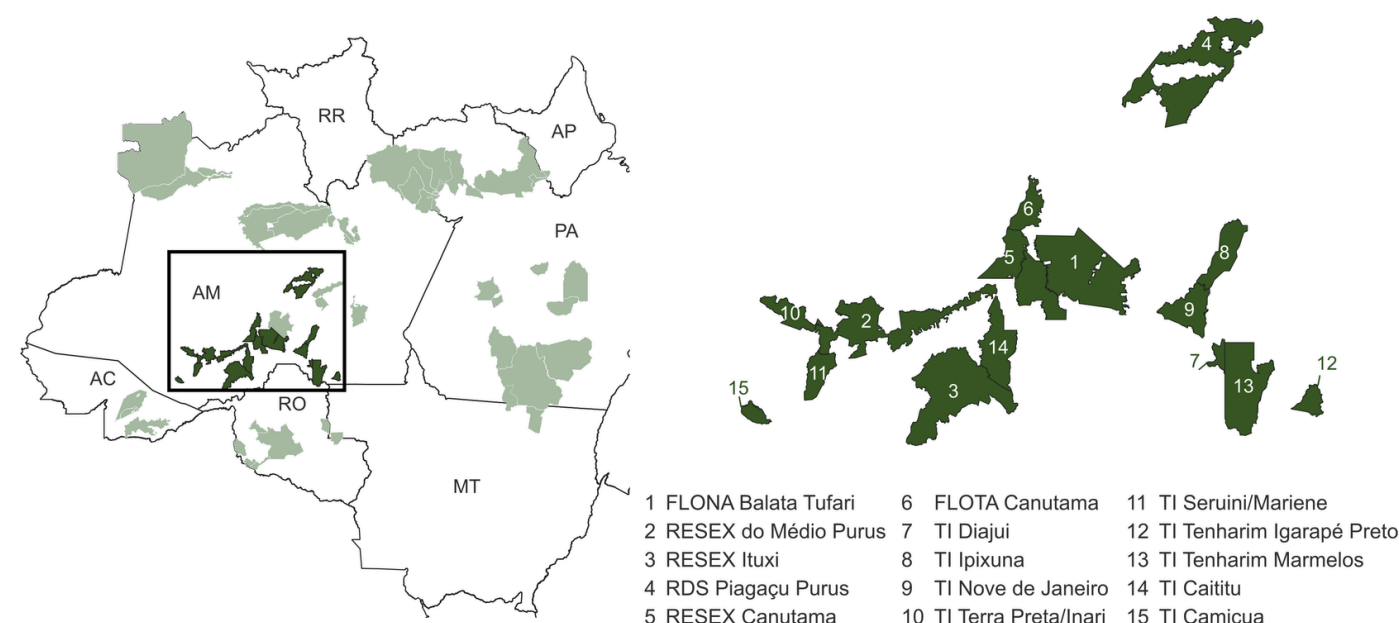 RR
AP
PA
AM
AC
RO
MT
4
6
5
1
8
10
2
9
14
7
12
11
3
13
15
1 FLONA Balata Tufari
2 RESEX do Médio Purus
3 RESEX Ituxi
4 RDS Piagaçu Purus
5 RESEX Canutama
6 FLOTA Canutama
7 TI Diajui
8 TI Ipixuna
9 TI Nove de Janeiro
10 TI Terra Preta/Inari
11 TI Seruini/Mariene
12 TI Tenharim Igarapé Preto
13 TI Tenharim Marmelos
14 TI Caititu
15 TI Camicua